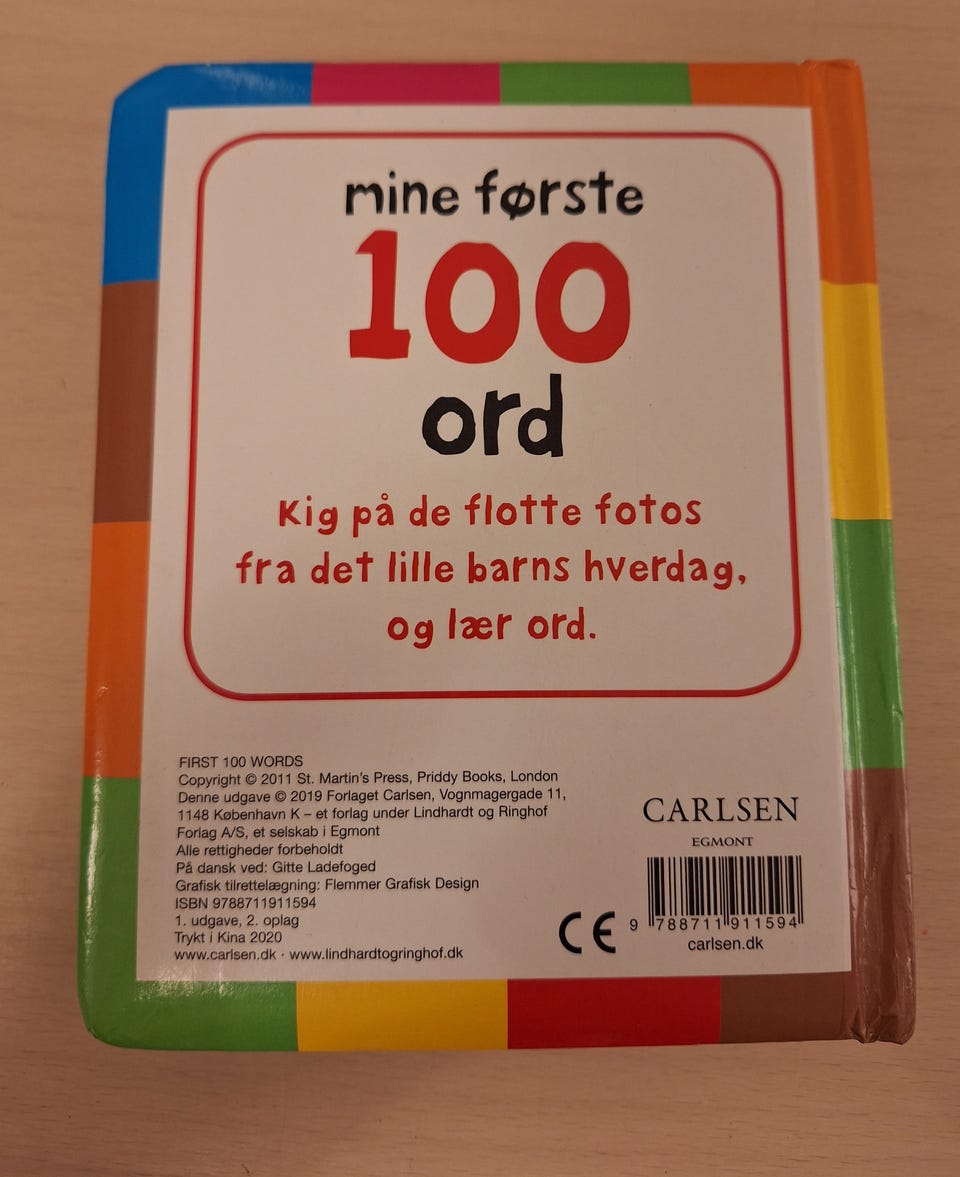 mine første
100
ord
Kig på de flotte fotos
fra det lille barns hverdag,
og lær ord.
FIRST 100 WORDS
Copyright © 2011 St. Martin's Press, Priddy Books, London
Denne udgave © 2019 Forlaget Carlsen, Vognmagergade 11,
1148 København K – et forlag under Lindhardt og Ringhof
Forlag A/S, et selskab i Egmont
Alle rettigheder forbeholdt
På dansk ved: Gitte Ladefoged
Grafisk tilrettelægning: Flemmer Grafisk Design
ISBN 9788711911594
1. udgave, 2. oplag
Trykt i Kina 2020
www.carlsen.dk · www.lindhardtogringhof.dk
CARLSEN
EGMONT
CE
9 788711 911594
carlsen.dk